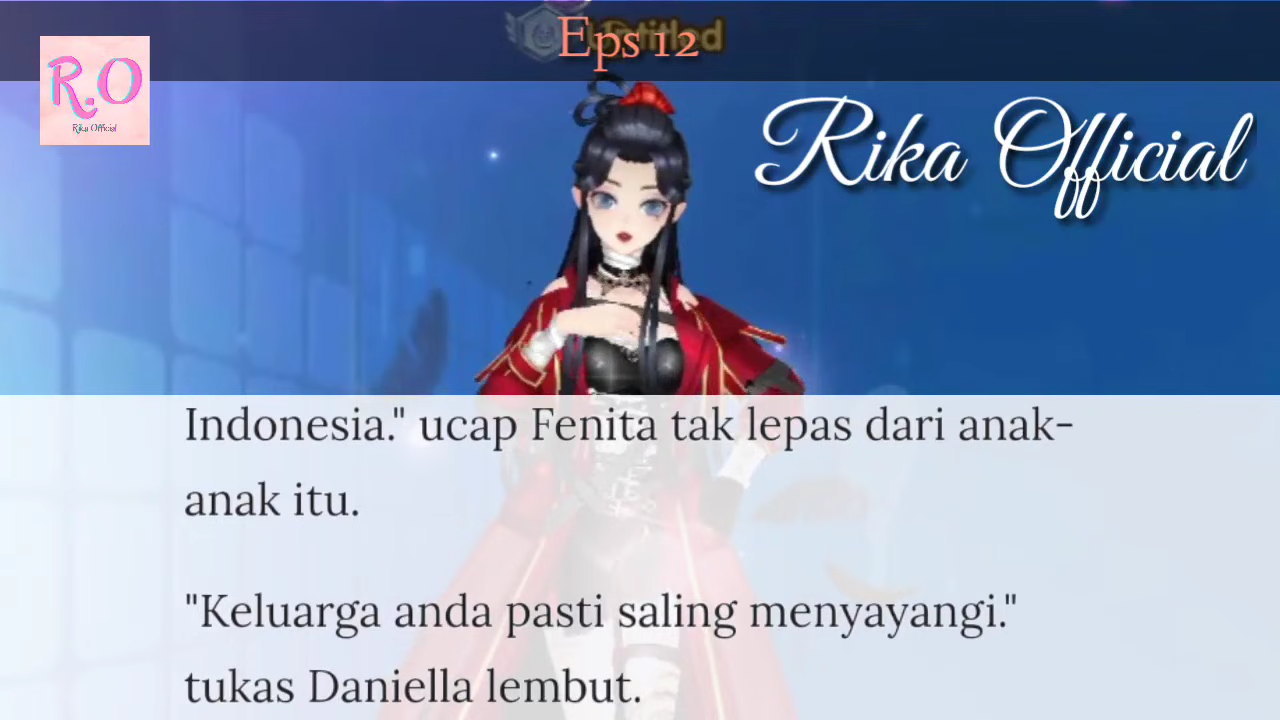 Eps 12
Untitled
R.O
Rika Official
Rika Official
Indonesia." ucap Fenita tak lepas dari anak-
anak itu.
"Keluarga anda pasti saling menyayangi."
tukas Daniella lembut.